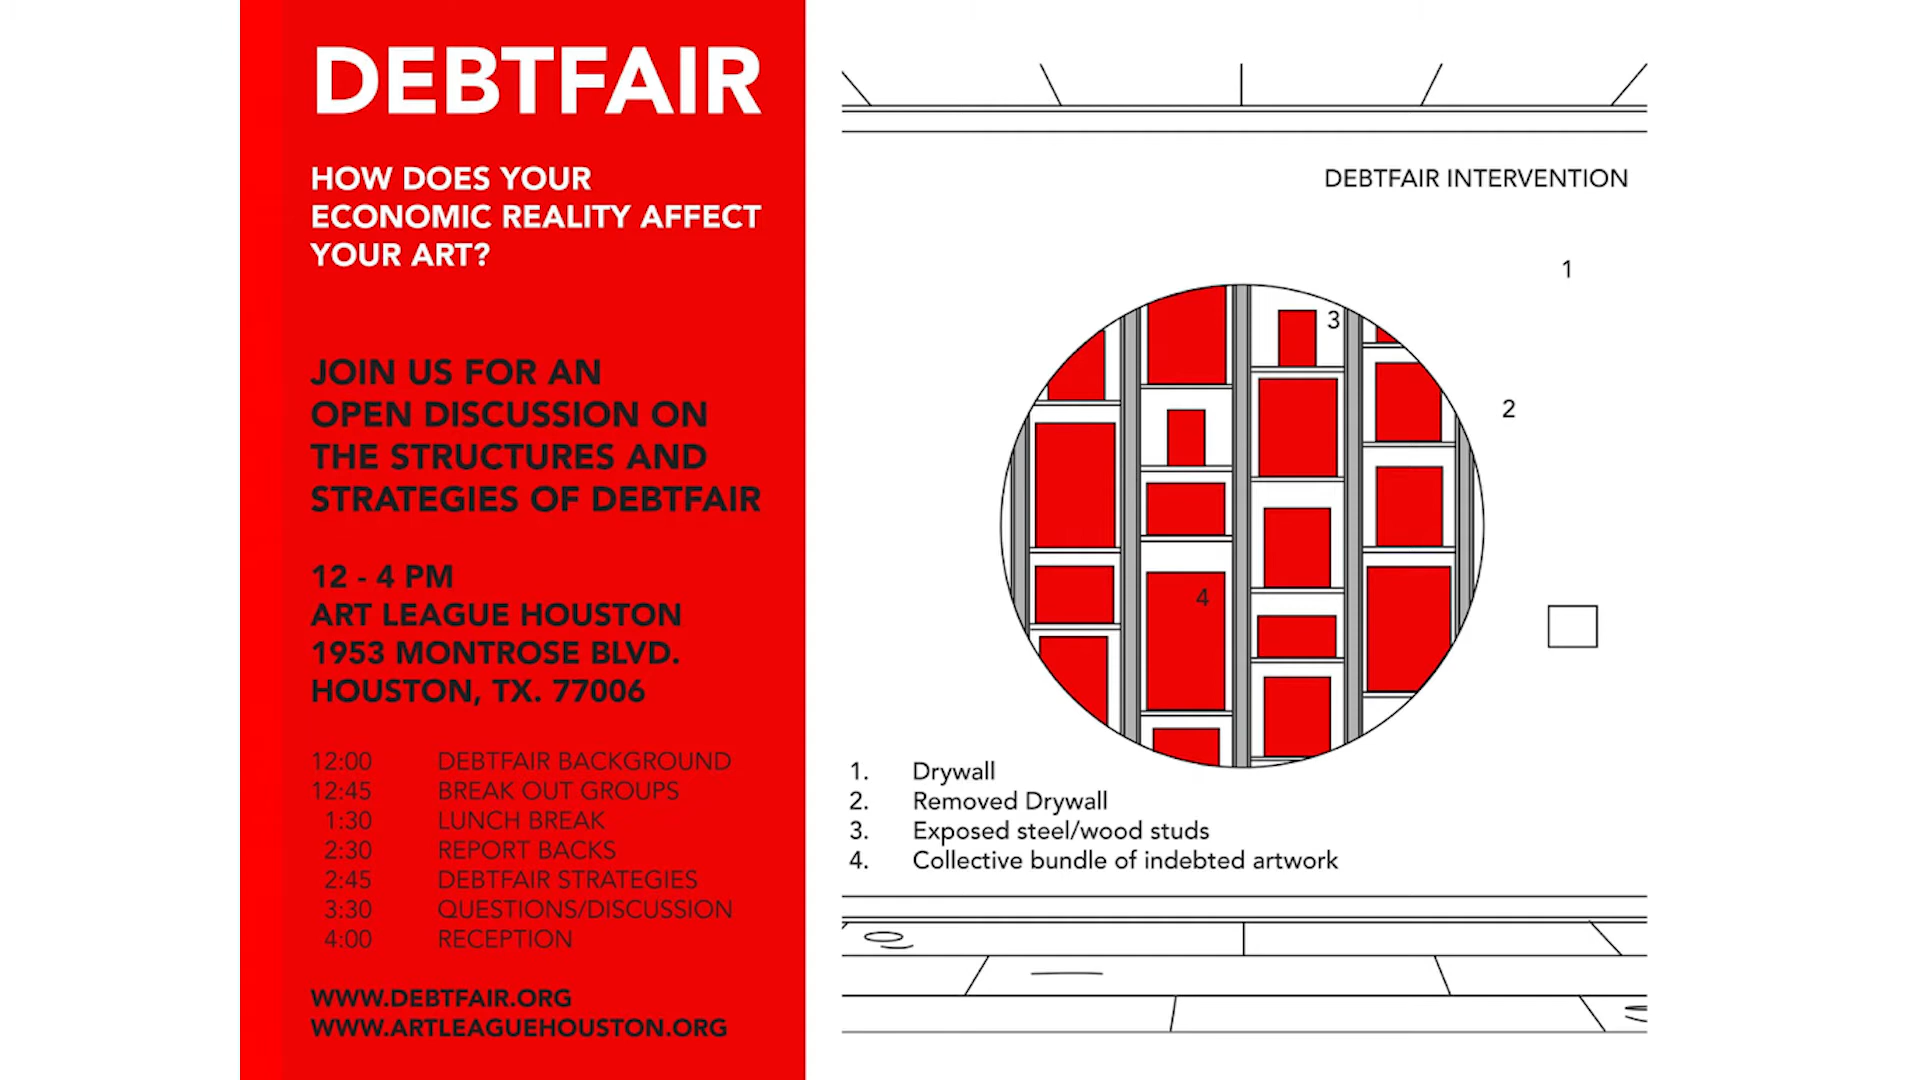 DEBTFAIR
HOW DOES YOUR
ECONOMIC REALITY AFFECT
YOUR ART?
JOIN US FOR AN
OPEN DISCUSSION ON
THE STRUCTURES AND
STRATEGIES OF DEBTFAIR
12 - 4 PM
ART LEAGUE HOUSTON
1953 MONTROSE BLVD.
HOUSTON, TX. 77006
12:00 DEBTFAIR BACKGROUND
12:45 BREAK OUT GROUPS
1:30 LUNCH BREAK
2:30 REPORT BACKS
2:45 DEBTFAIR STRATEGIES
3:30 QUESTIONS/DISCUSSION
4:00 RECEPTION
WWW.DEBTFAIR.ORG
WWW.ARTLEAGUEHOUSTON.ORG
DEBTFAIR INTERVENTION
1
3
2
4
1. Drywall
2. Removed Drywall
3. Exposed steel/wood studs
4. Collective bundle of indebted artwork